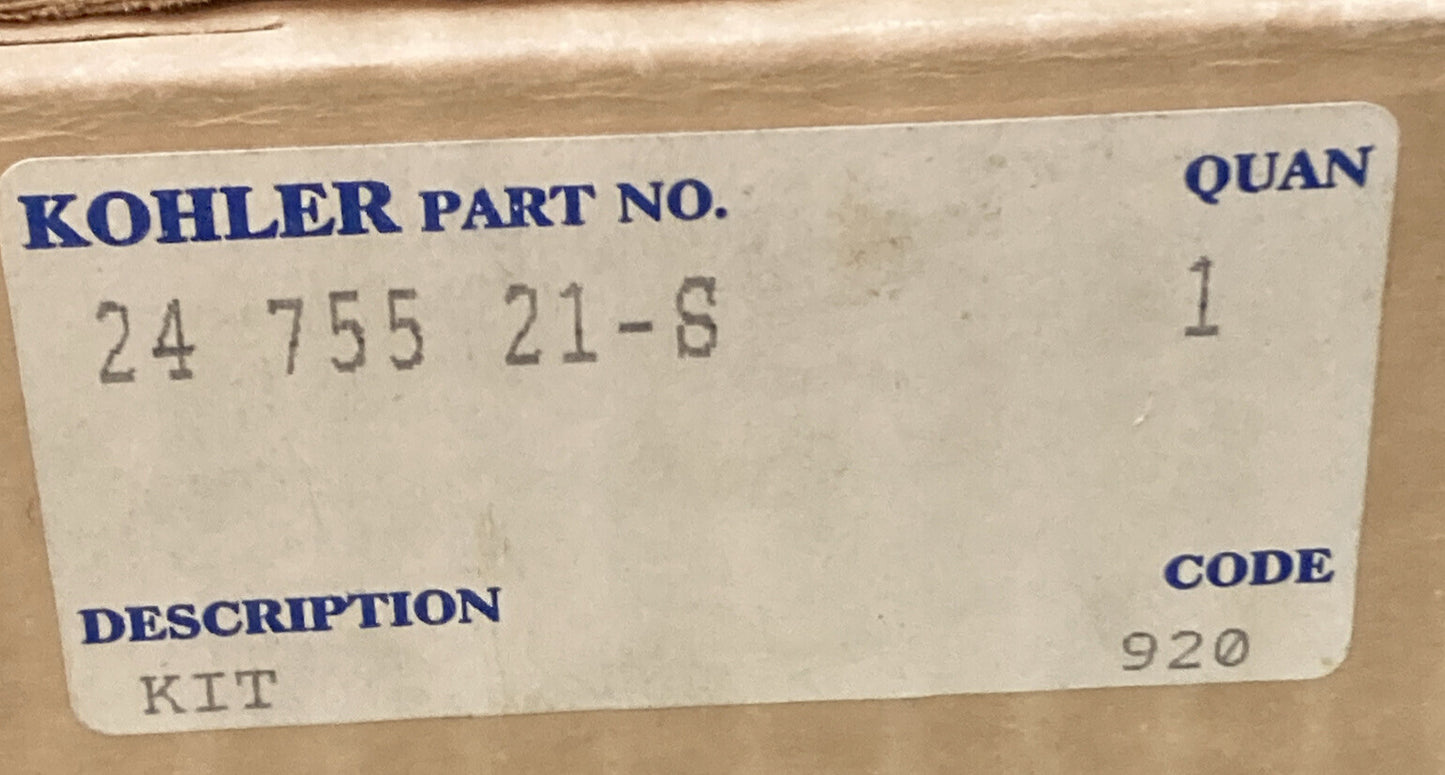 KOHLER PART NO. QUAN
24 755 21-S 1
DESCRIPTION CODE
KIT 920